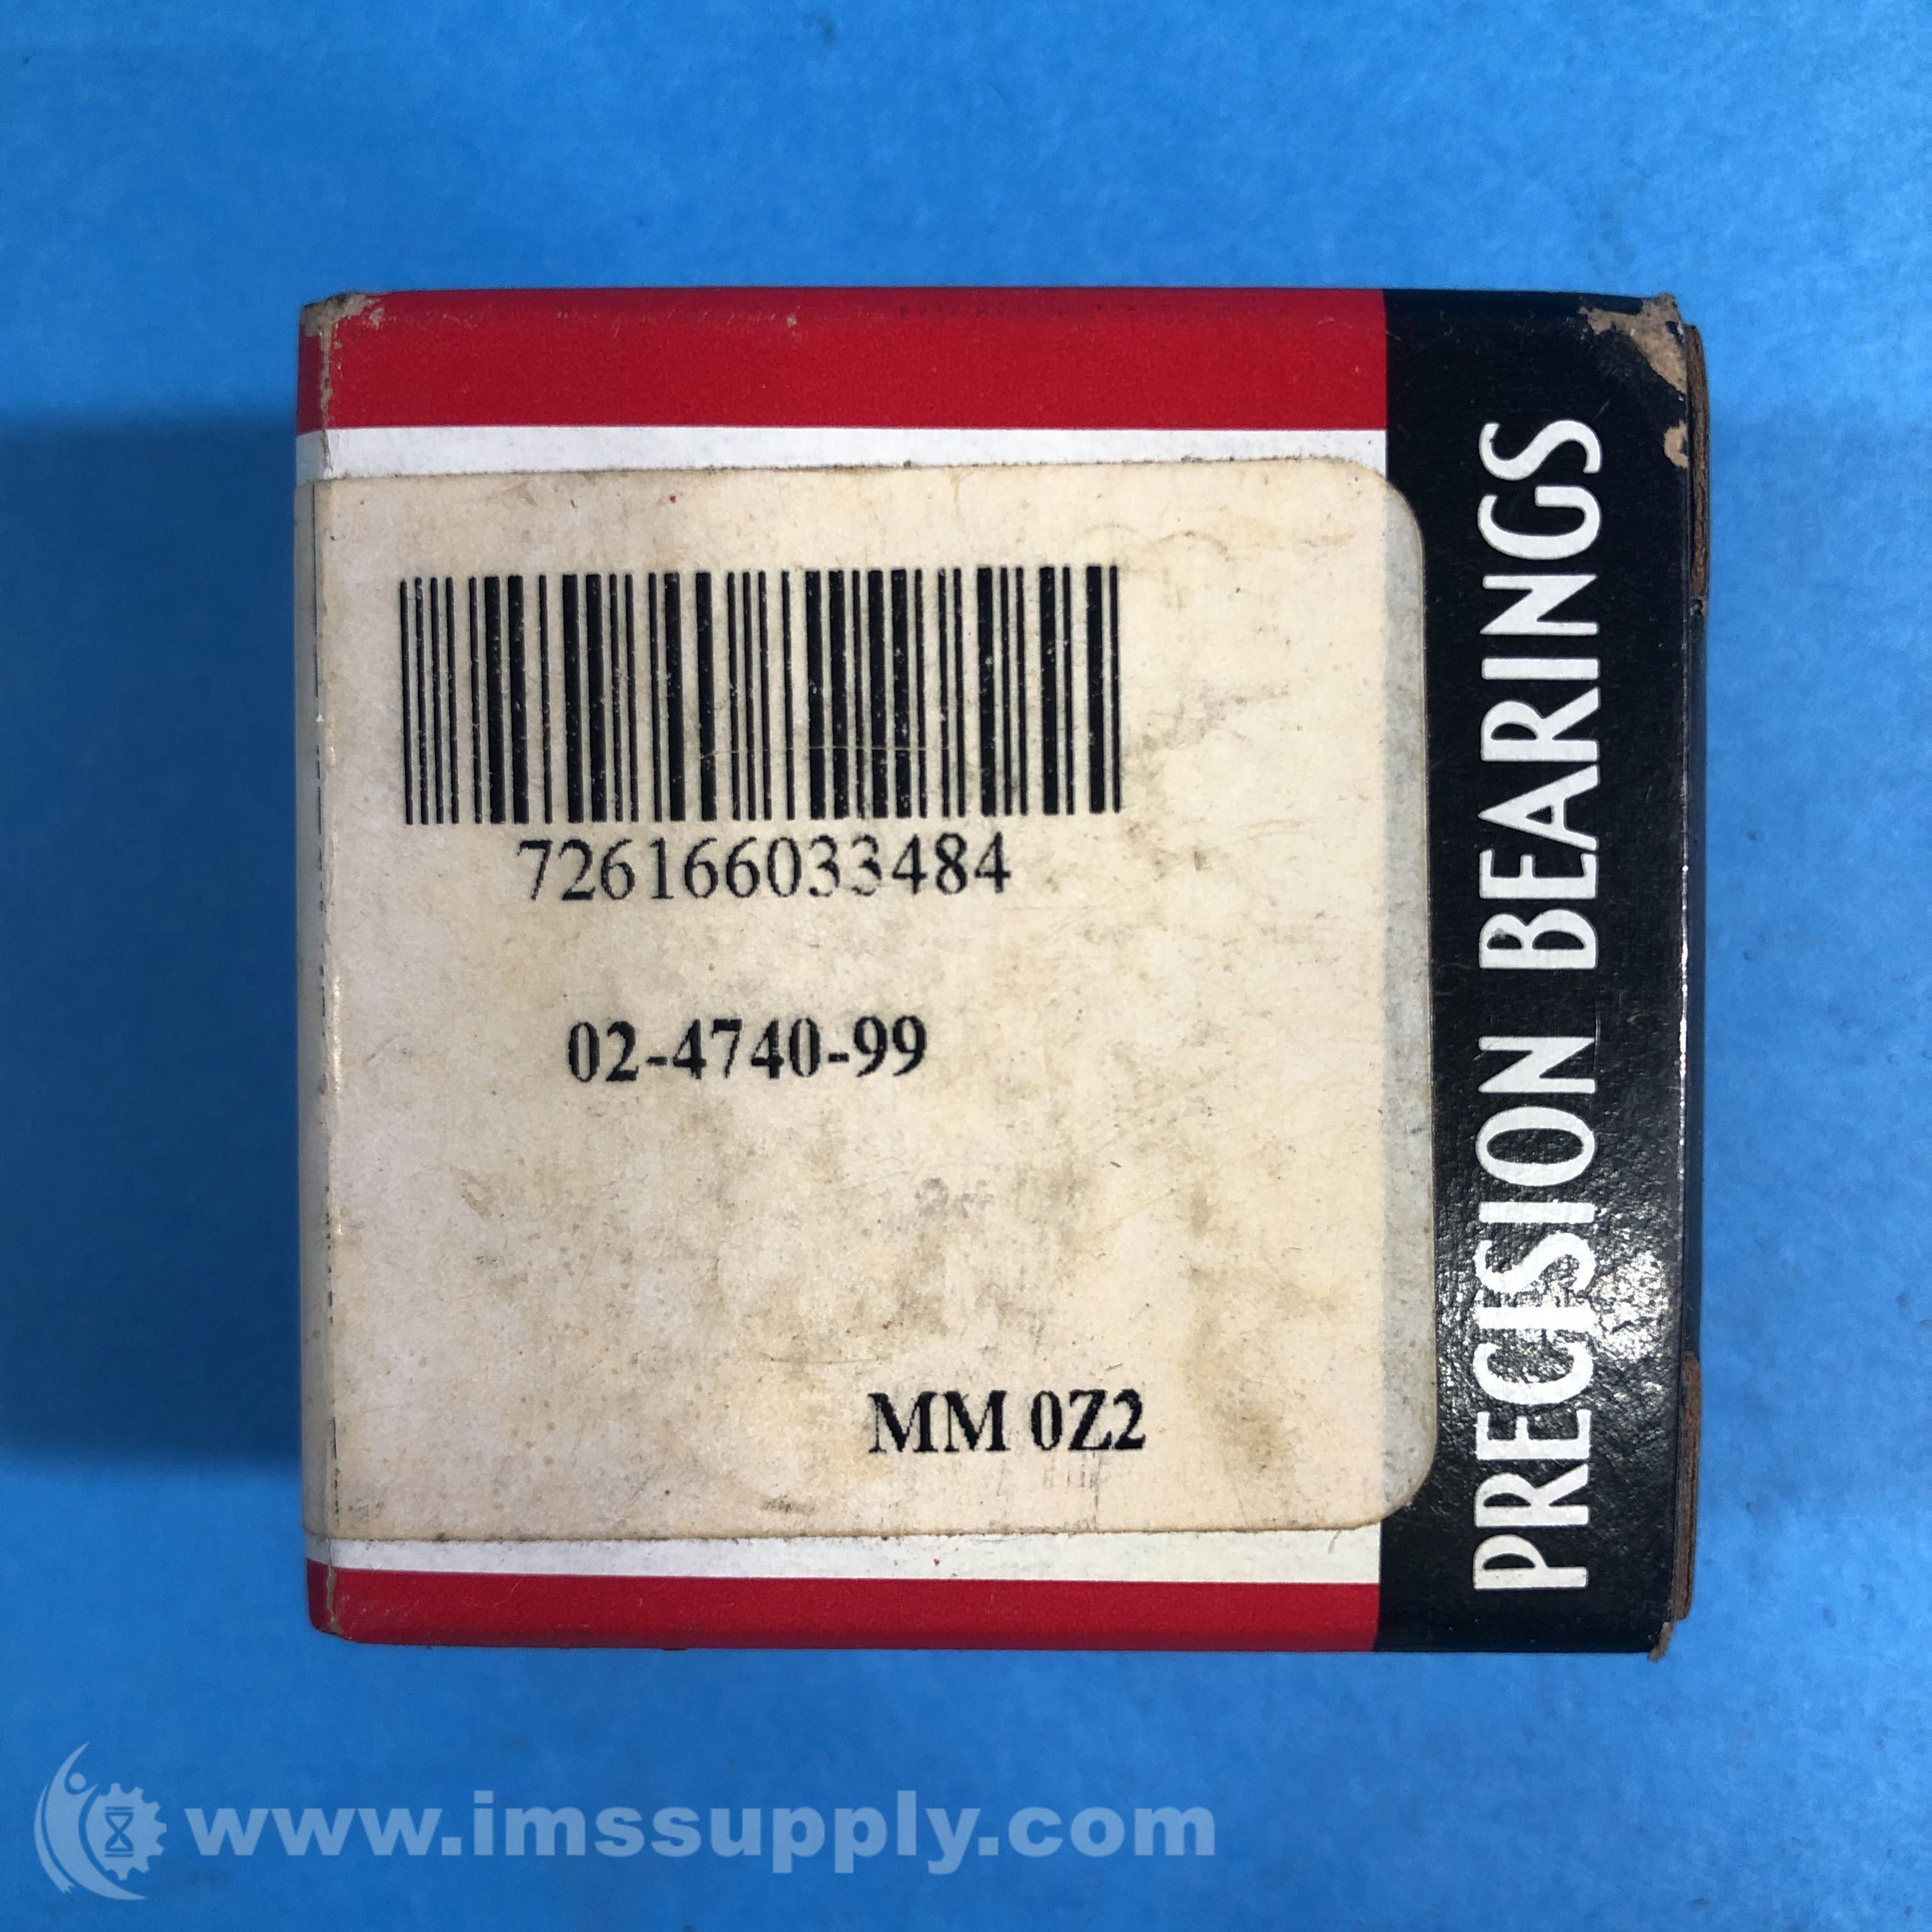 726166033484
02-4740-99
MM 0Z2
PRECISION BEARINGS
www.imssupply.com